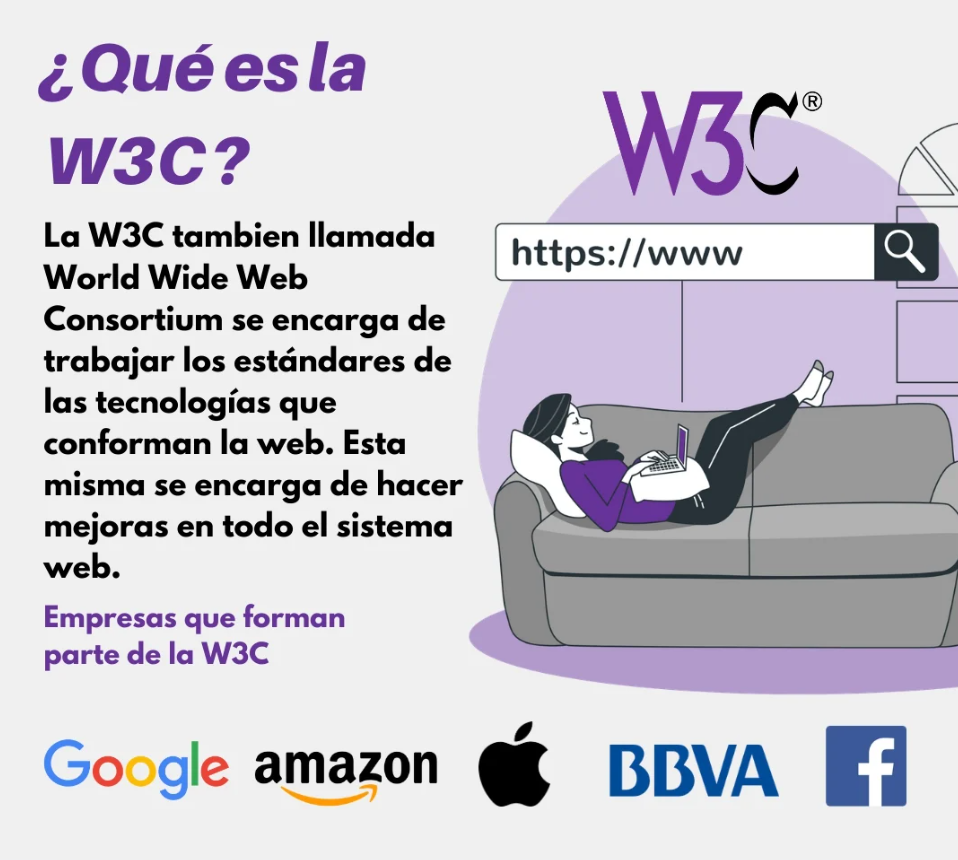 ¿Qué es la
W3C?
W3C®
https://www
La W3C tambien llamada
World Wide Web
Consortium se encarga de
trabajar los estándares de
las tecnologías que
conforman la web. Esta
misma se encarga de hacer
mejoras en todo el sistema
web.
Empresas que forman
parte de la W3C
Google
amazon
BBVA
f